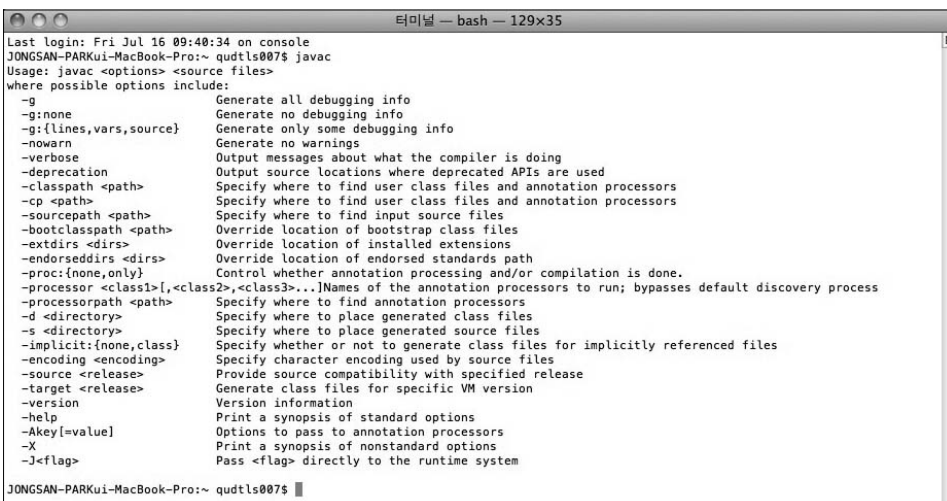 터미널 — bash — 129×35
Last login: Fri Jul 16 09:40:34 on console
JONGSAN-PARKui-MacBook-Pro:~ qudtls007$ javac
Usage: javac <options> <source files>
where possible options include:
  -g                         Generate all debugging info
  -g:none                    Generate no debugging info
  -g:{lines,vars,source}     Generate only some debugging info
  -nowarn                    Generate no warnings
  -verbose                   Output messages about what the compiler is doing
  -deprecation               Output source locations where deprecated APIs are used
  -classpath <path>          Specify where to find user class files and annotation processors
  -cp <path>                 Specify where to find user class files and annotation processors
  -sourcepath <path>         Specify where to find input source files
  -bootclasspath <path>      Override location of bootstrap class files
  -extdirs <dirs>            Override location of installed extensions
  -endorseddirs <dirs>       Override location of endorsed standards path
  -proc:{none,only}          Control whether annotation processing and/or compilation is done.
  -processor <class1>[,<class2>,<class3>...]Names of the annotation processors to run; bypasses default discovery process
  -processorpath <path>      Specify where to find annotation processors
  -d <directory>             Specify where to place generated class files
  -s <directory>             Specify where to place generated source files
  -implicit:{none,class}     Specify whether or not to generate class files for implicitly referenced files
  -encoding <encoding>       Specify character encoding used by source files
  -source <release>          Provide source compatibility with specified release
  -target <release>          Generate class files for specific VM version
  -version                   Version information
  -help                      Print a synopsis of standard options
  -Akey[=value]              Options to pass to annotation processors
  -X                         Print a synopsis of nonstandard options
  -J<flag>                   Pass <flag> directly to the runtime system
JONGSAN-PARKui-MacBook-Pro:~ qudtls007$